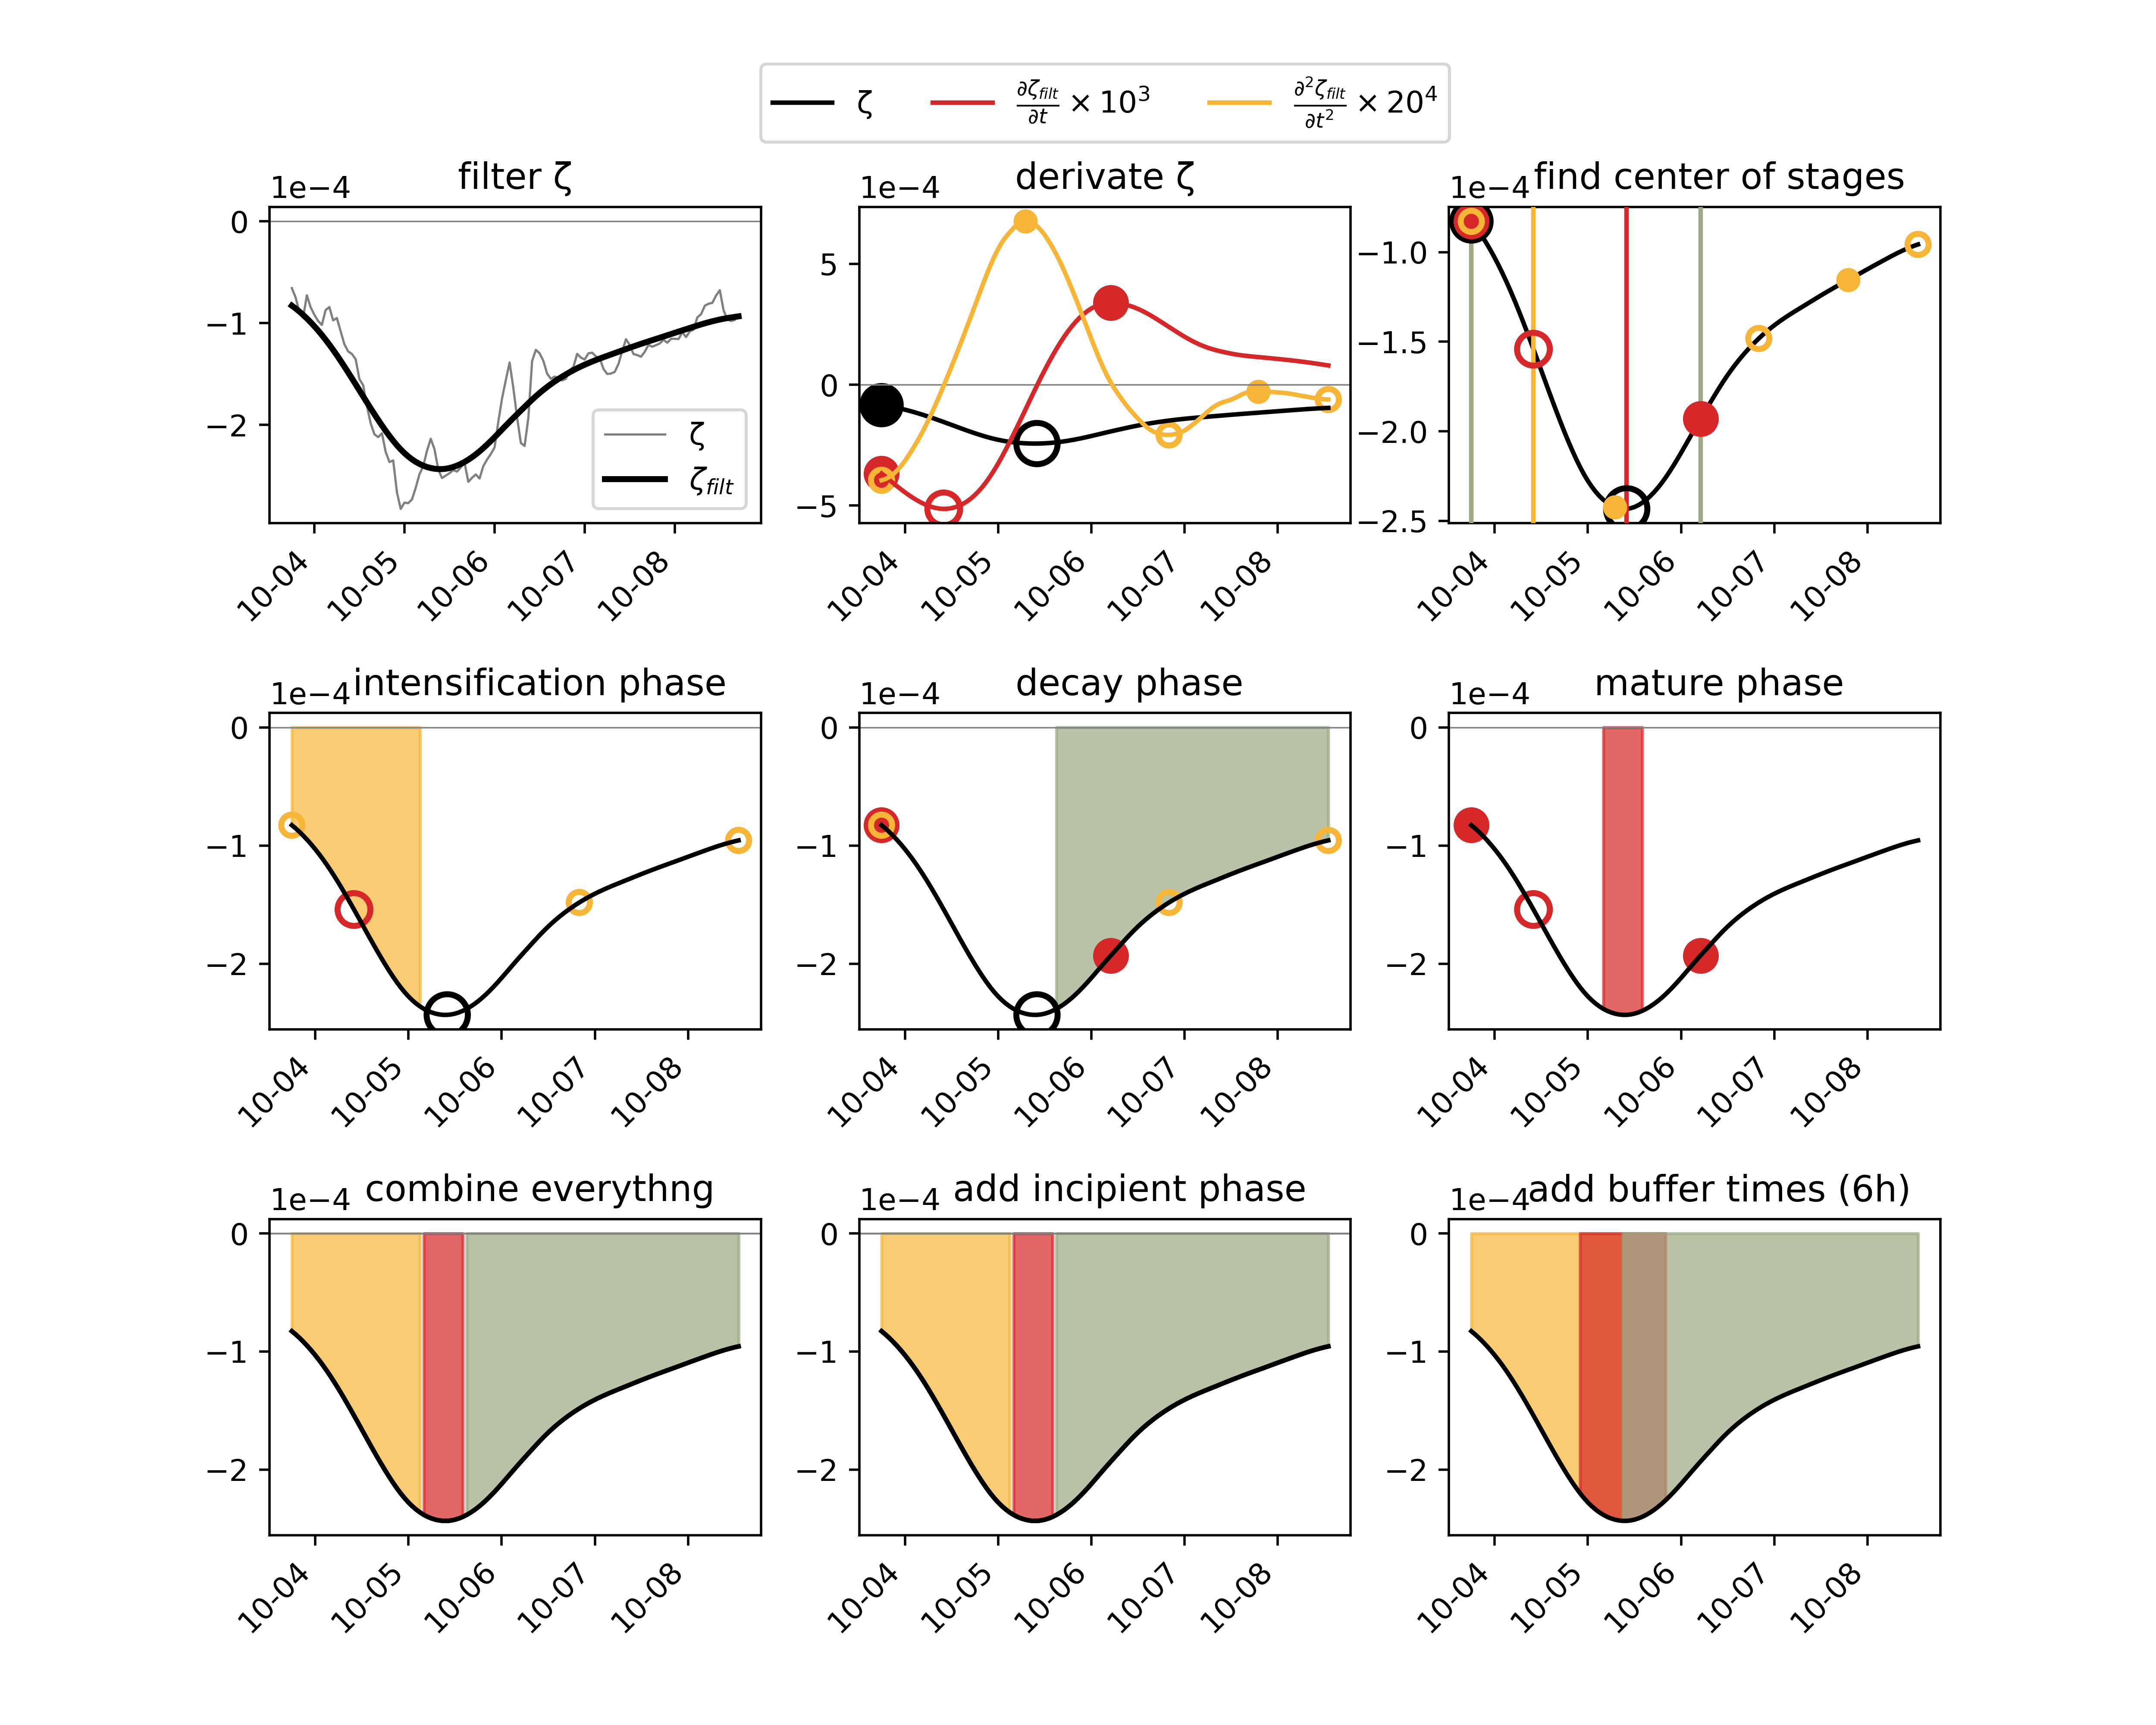 ζ ∂ζ_filt/∂t × 10³ ∂²ζ_filt/∂t² × 20⁴
filter ζ
1e−4
0
−1
−2
ζ
ζ_filt
10-04 10-05 10-06 10-07 10-08
derivate ζ
1e−4
5
0
−5
10-04 10-05 10-06 10-07 10-08
find center of stages
1e−4
−1.0
−1.5
−2.0
−2.5
10-04 10-05 10-06 10-07 10-08
intensification phase
1e−4
0
−1
−2
10-04 10-05 10-06 10-07 10-08
decay phase
1e−4
0
−1
−2
10-04 10-05 10-06 10-07 10-08
mature phase
1e−4
0
−1
−2
10-04 10-05 10-06 10-07 10-08
combine everythng
1e−4
0
−1
−2
10-04 10-05 10-06 10-07 10-08
add incipient phase
1e−4
0
−1
−2
10-04 10-05 10-06 10-07 10-08
add buffer times (6h)
1e−4
0
−1
−2
10-04 10-05 10-06 10-07 10-08